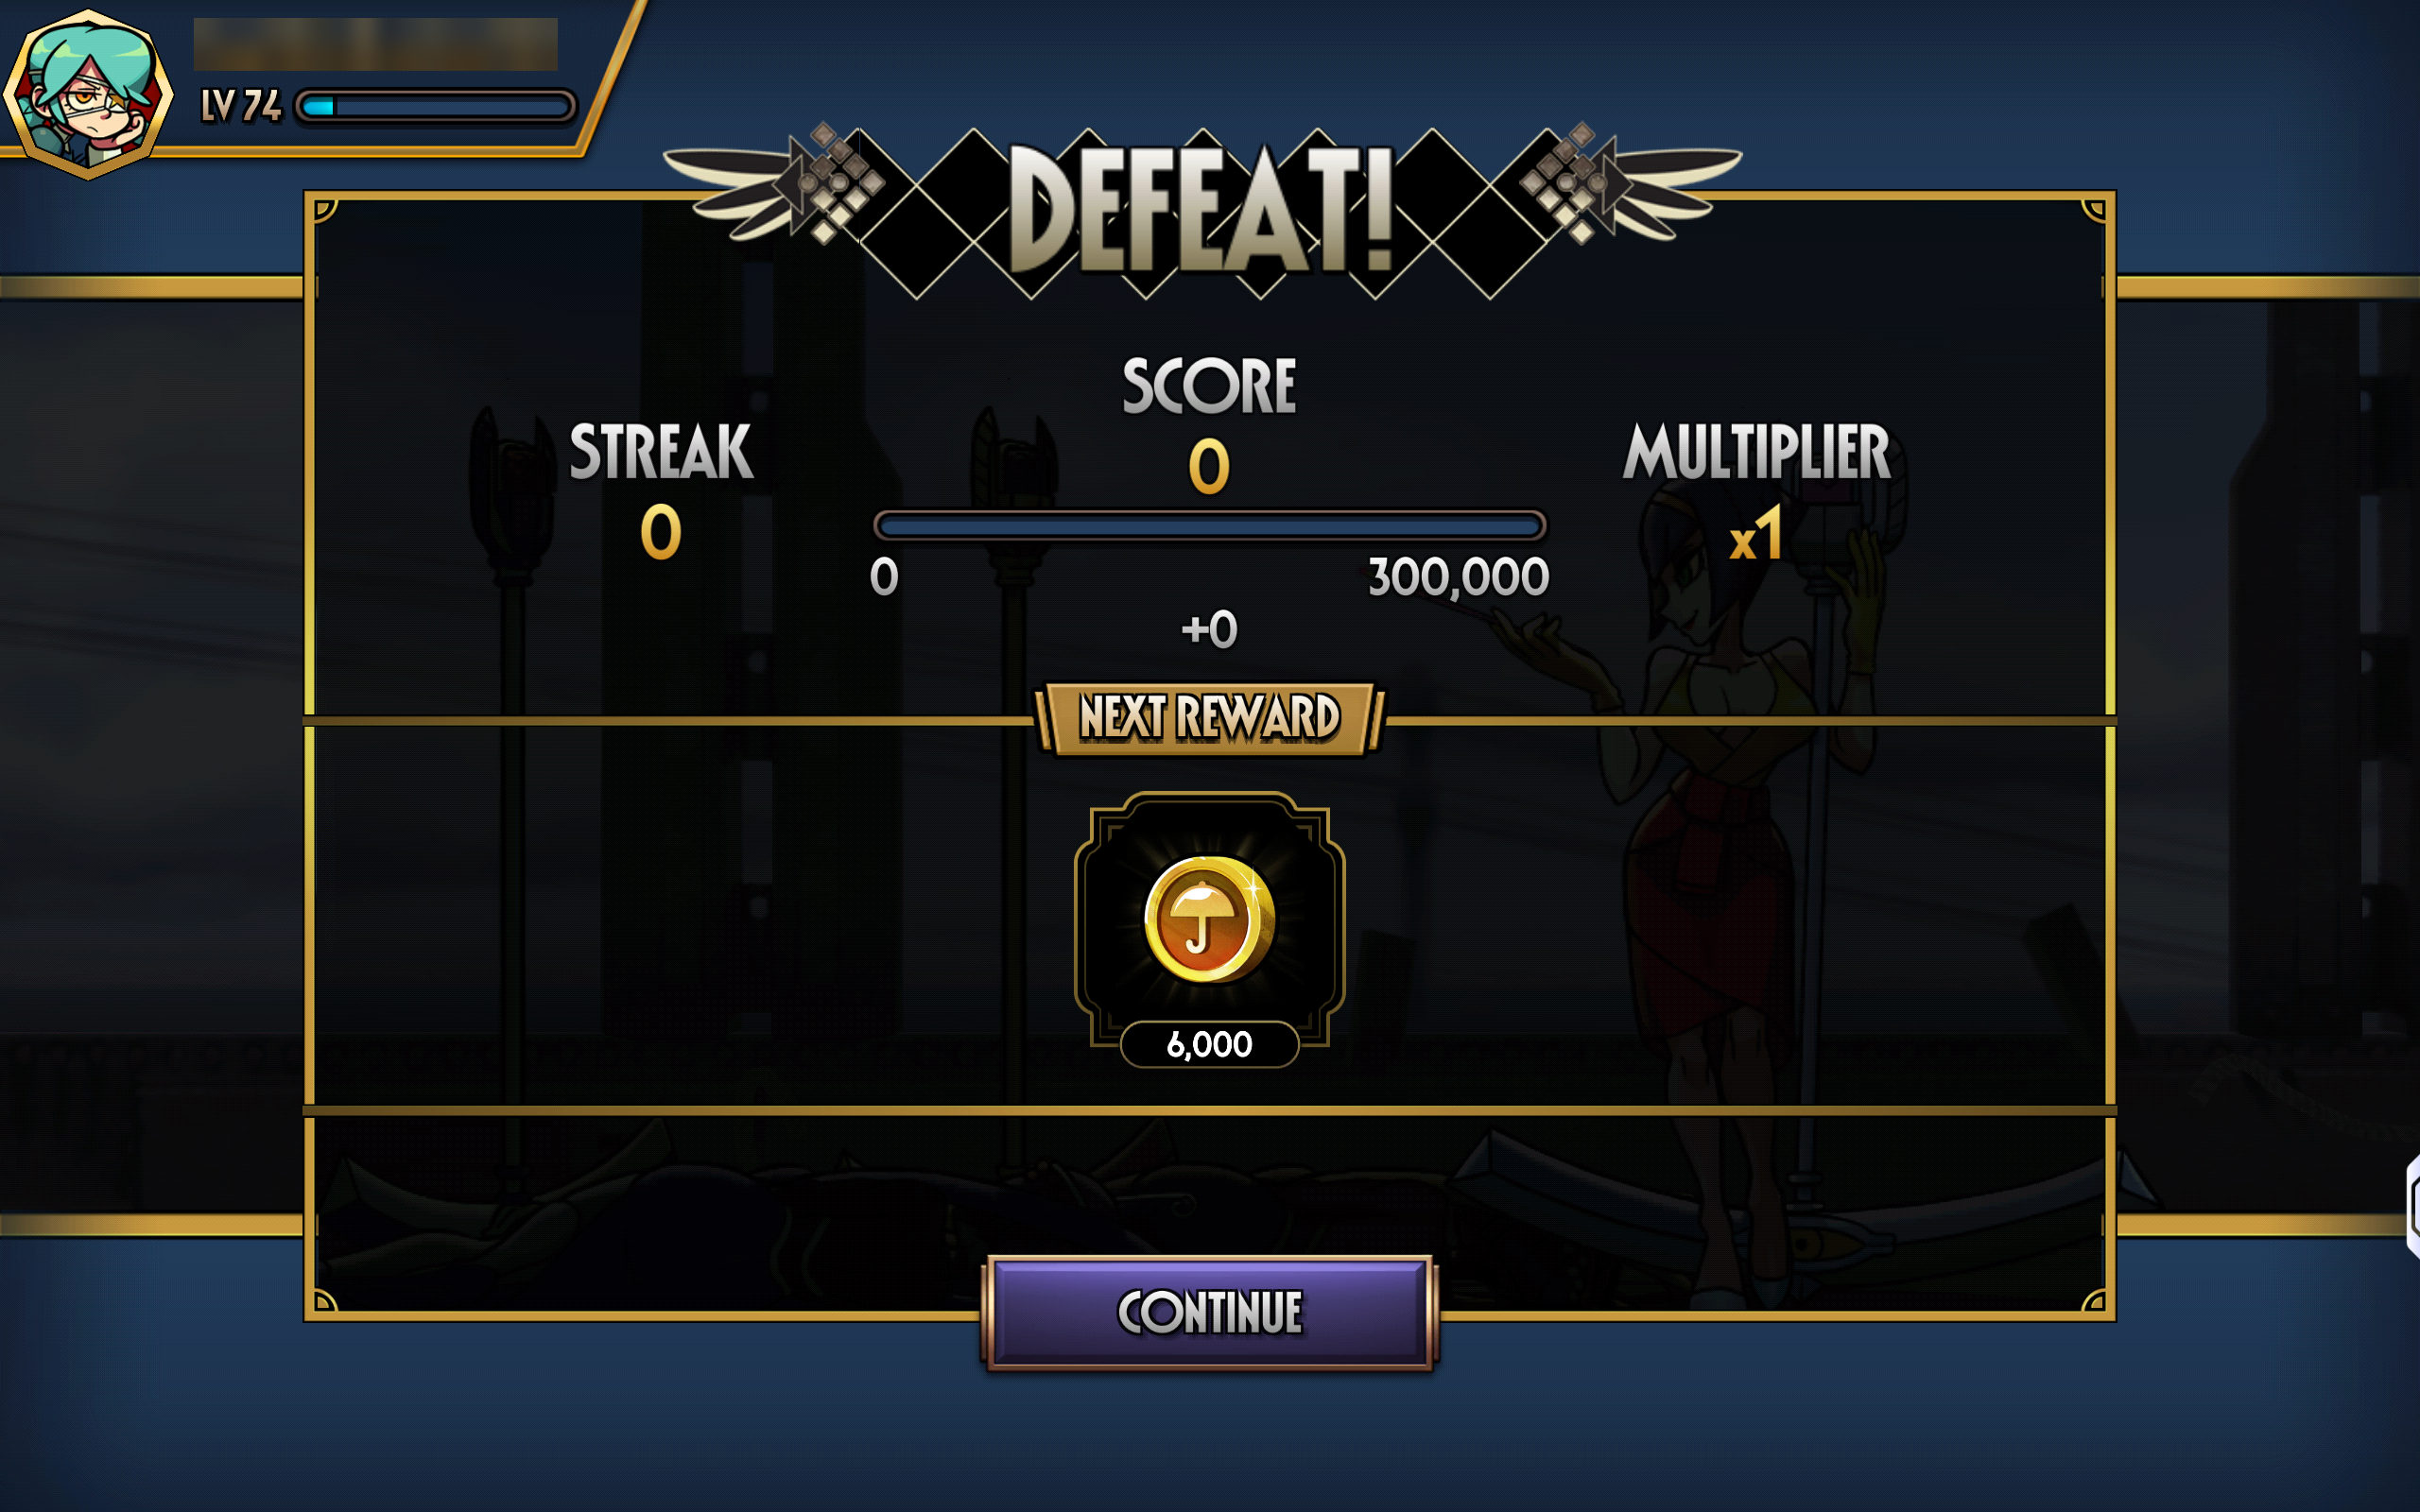 LV 74
DEFEAT!
SCORE
0
STREAK
0
MULTIPLIER
x1
0
300,000
+0
NEXT REWARD
6,000
CONTINUE